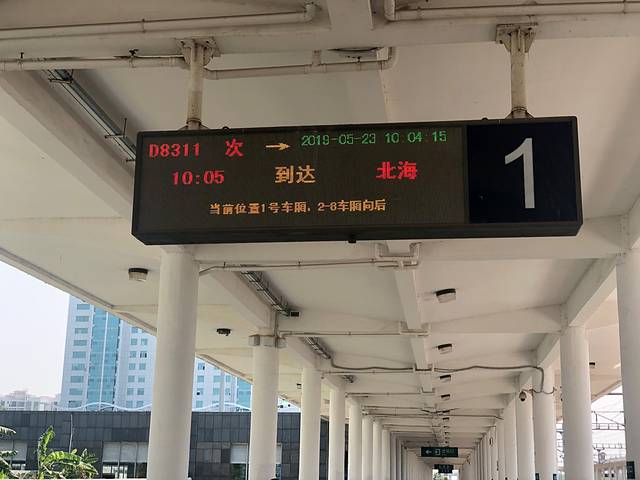 D8311 次 → 2019-05-23 10:04:15
10:05 到达 北海
当前位置1号车厢, 2-8车厢向后
1